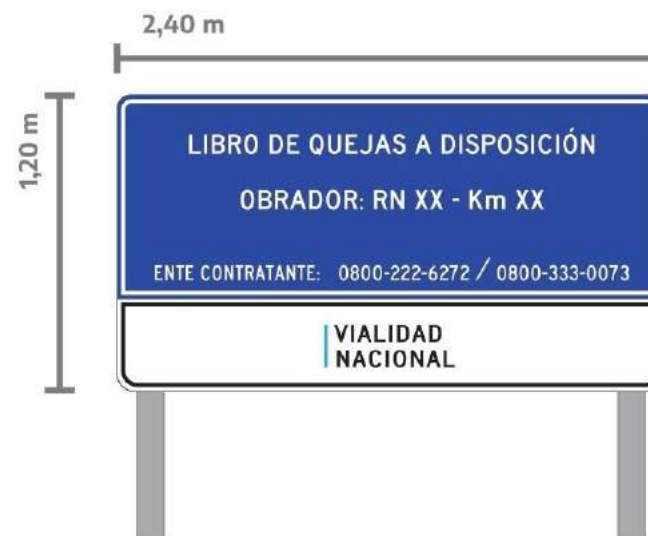 2,40 m
1,20 m
LIBRO DE QUEJAS A DISPOSICIÓN
OBRADOR: RN XX - Km XX
ENTE CONTRATANTE: 0800-222-6272 / 0800-333-0073
VIALIDAD
NACIONAL